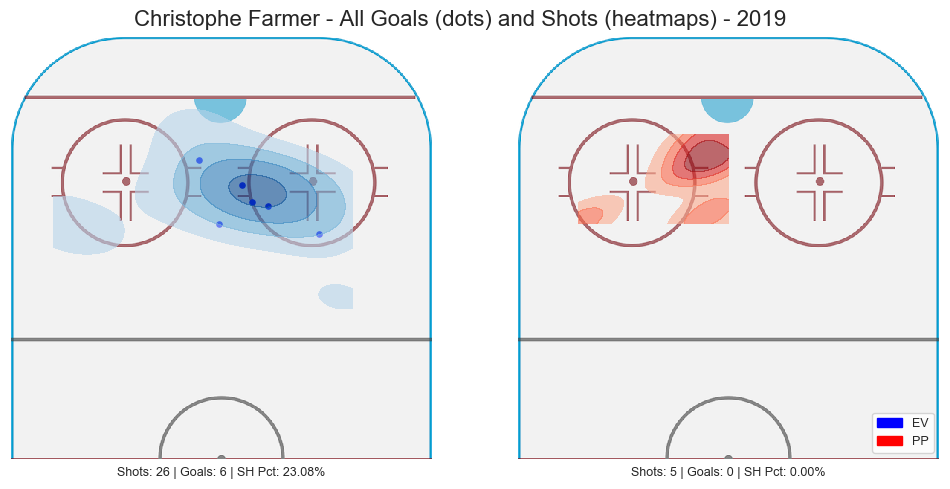 Christophe Farmer - All Goals (dots) and Shots (heatmaps) - 2019
EV
PP
Shots: 26 | Goals: 6 | SH Pct: 23.08%
Shots: 5 | Goals: 0 | SH Pct: 0.00%